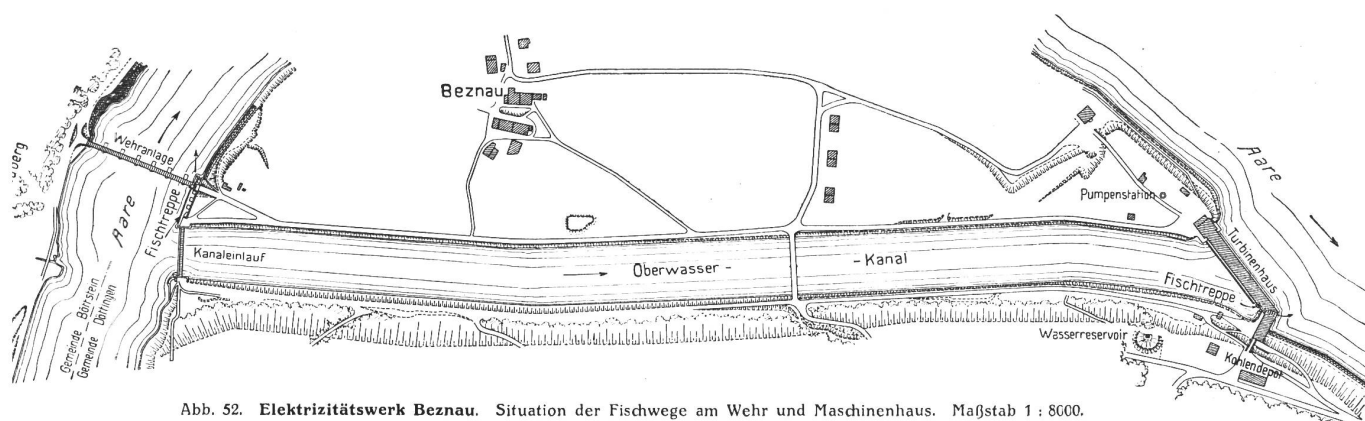 Beznau
Wehranlage
Aare
Fischtreppe
Kanaleinlauf
Gemeinde Böttstein
Gemeinde Döttingen
Oberwasser - - Kanal
Pumpenstation
Aare
Turbinenhaus
Fischtreppe
Wasserreservoir
Kohlendepot
Abb. 52. Elektrizitätswerk Beznau. Situation der Fischwege am Wehr und Maschinenhaus. Maßstab 1 : 8000.